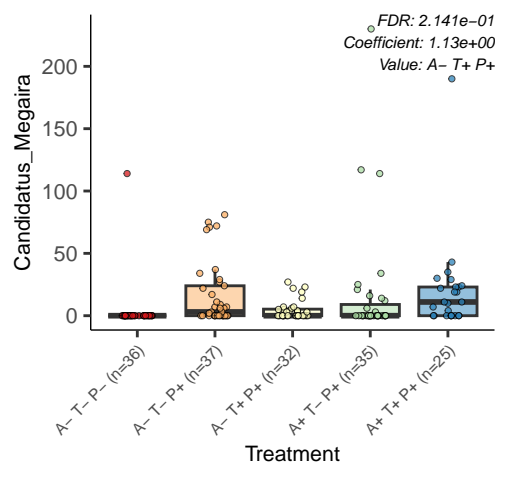 FDR: 2.141e−01
Coefficient: 1.13e+00
Value: A− T+ P+
Candidatus_Megaira
200
150
100
50
0
A− T− P− (n=36)
A− T− P+ (n=37)
A− T+ P+ (n=32)
A+ T− P+ (n=35)
A+ T+ P+ (n=25)
Treatment